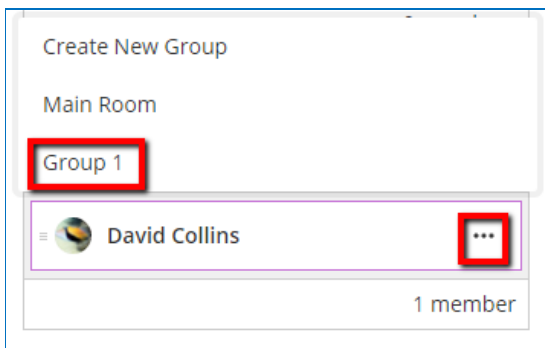 Create New Group
Main Room
Group 1
David Collins
1 member